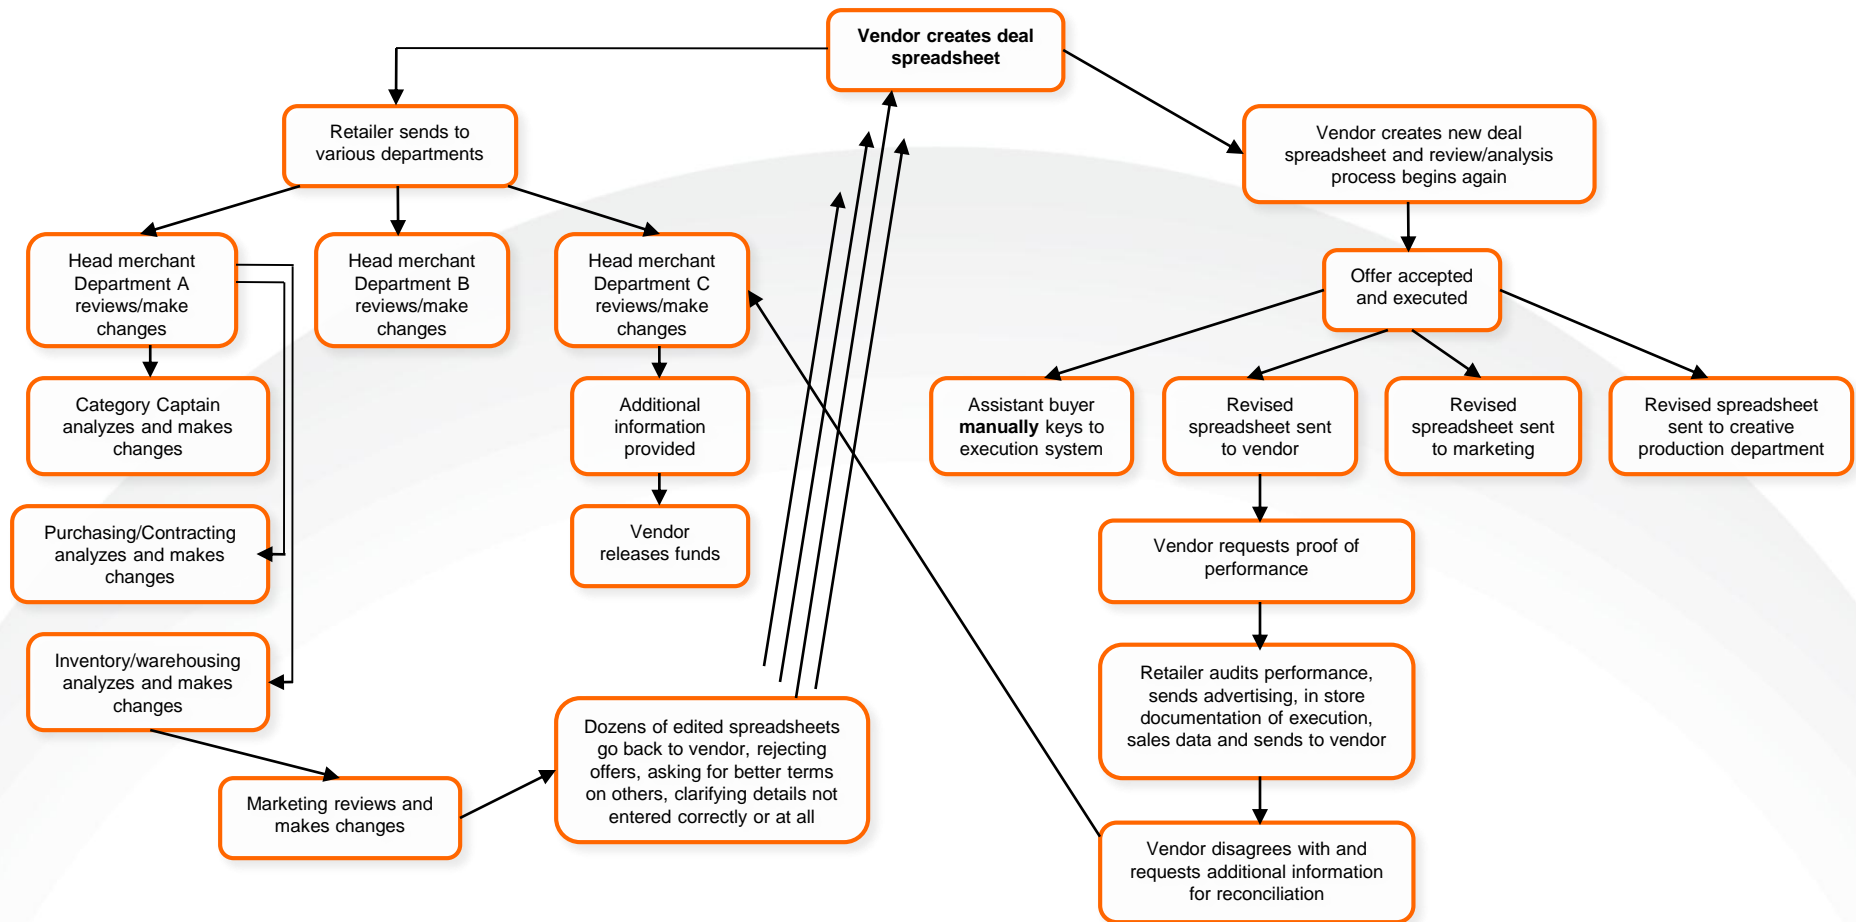 Vendor creates deal
spreadsheet
Retailer sends to
various departments
Vendor creates new deal
spreadsheet and review/analysis
process begins again
Head merchant
Department A
reviews/make
changes
Head merchant
Department B
reviews/make
changes
Head merchant
Department C
reviews/make
changes
Offer accepted
and executed
Category Captain
analyzes and makes
changes
Additional
information
provided
Assistant buyer
manually keys to
execution system
Revised
spreadsheet sent
to vendor
Revised
spreadsheet sent
to marketing
Revised spreadsheet
sent to creative
production department
Purchasing/Contracting
analyzes and makes
changes
Vendor
releases funds
Vendor requests proof of
performance
Inventory/warehousing
analyzes and makes
changes
Retailer audits performance,
sends advertising, in store
documentation of execution,
sales data and sends to vendor
Dozens of edited spreadsheets
go back to vendor, rejecting
offers, asking for better terms
on others, clarifying details not
entered correctly or at all
Marketing reviews and
makes changes
Vendor disagrees with and
requests additional information
for reconciliation